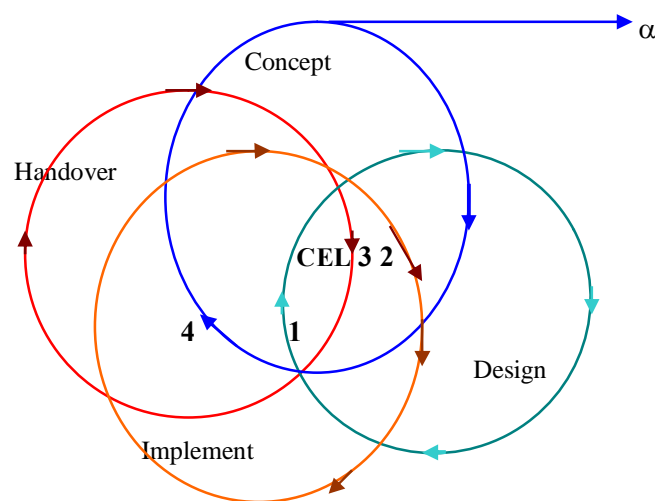 α
Concept
Handover
CEL 3 2
4
1
Design
Implement